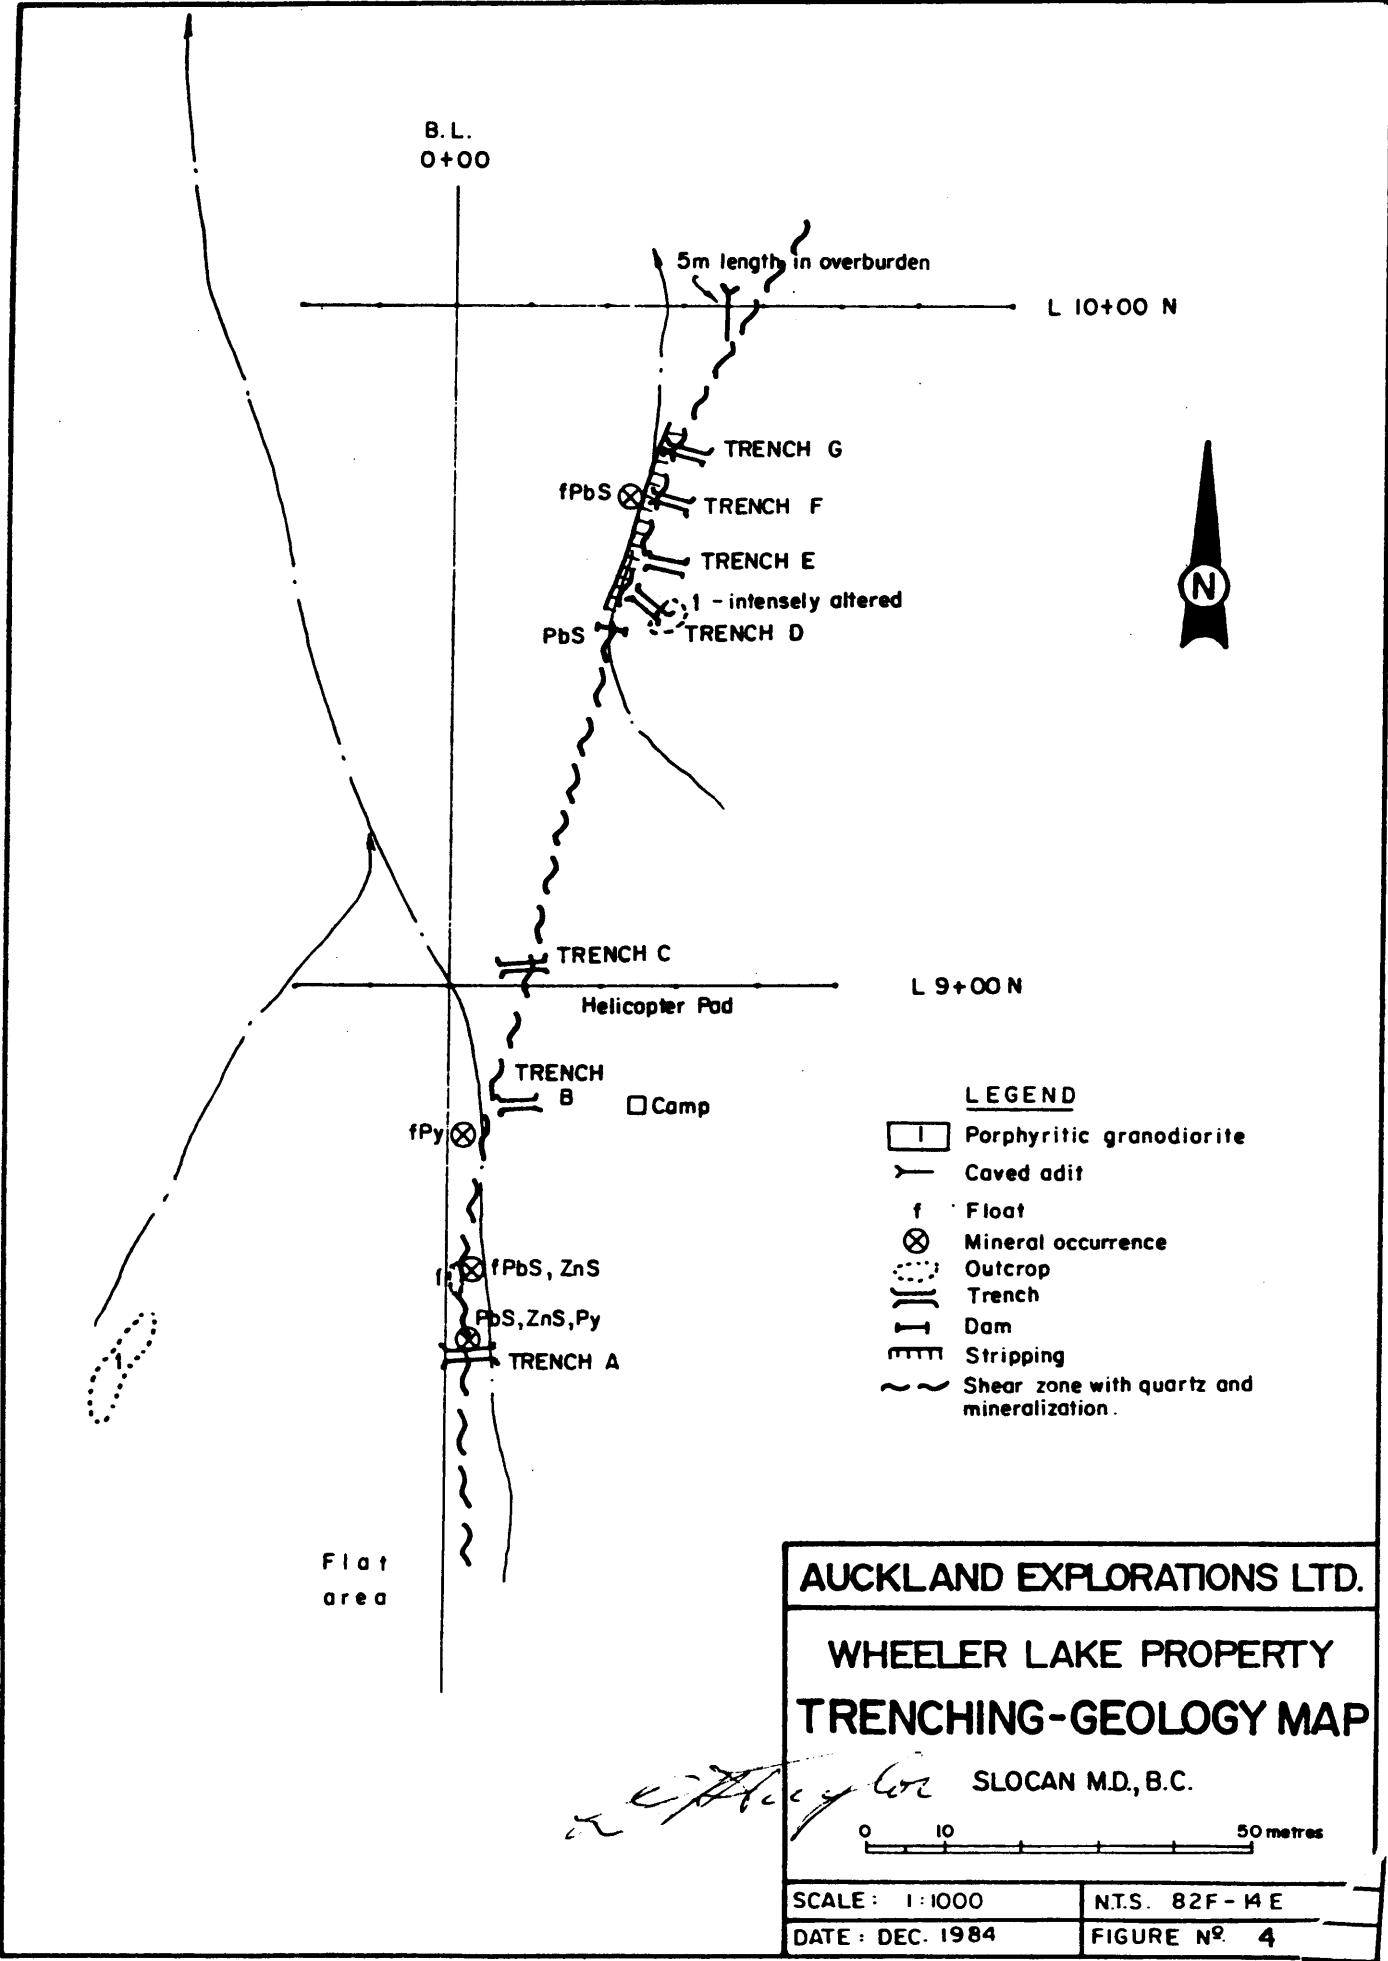 B.L.
0+00
5m length in overburden
L 10+00 N
TRENCH G
fPbS
TRENCH F
TRENCH E
1 - intensely altered
PbS
TRENCH D
N
TRENCH C
L 9+00 N
Helicopter Pad
TRENCH
B
Camp
fPy
fPbS, ZnS
f
PbS, ZnS, Py
TRENCH A
1
Flat
area
LEGEND
1 Porphyritic granodiorite
Caved adit
f Float
Mineral occurrence
Outcrop
Trench
Dam
Stripping
Shear zone with quartz and
mineralization.
AUCKLAND EXPLORATIONS LTD.
WHEELER LAKE PROPERTY
TRENCHING-GEOLOGY MAP
SLOCAN M.D., B.C.
0 10 50 metres
SCALE: 1:1000
N.T.S. 82F-14 E
DATE: DEC. 1984
FIGURE Nº 4